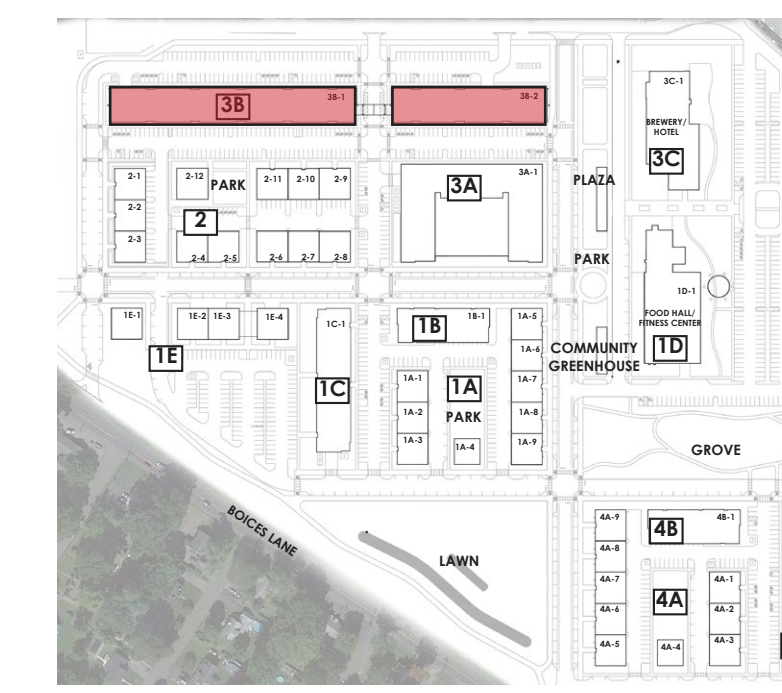 3B
3B-1
3B-2
3C-1
BREWERY/
HOTEL
3C
2-1
2-2
2-3
2-12
PARK
2-11
2-10
2-9
2
2-4
2-5
2-6
2-7
2-8
3A
3A-1
PLAZA
PARK
1D-1
FOOD HALL/
FITNESS CENTER
1D
1E-1
1E-2
1E-3
1E-4
1E
1C-1
1C
1B
1B-1
1A-5
1A-6
1A-7
1A-8
1A-9
1A-1
1A-2
1A-3
1A
PARK
1A-4
COMMUNITY
GREENHOUSE
GROVE
BOICES LANE
LAWN
4A-9
4A-8
4A-7
4A-6
4A-5
4B
4B-1
4A
4A-4
4A-1
4A-2
4A-3